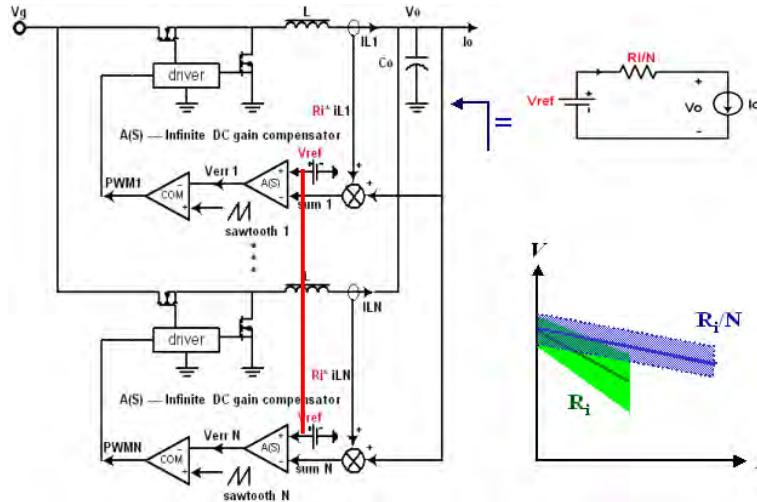 Vg
L
Vo
iL1
Io
Co
driver
Ri* iL1
A(S) — Infinite DC gain compensator
Vref
Verr 1
PWM1
COM
A(S)
sum 1
sawtooth 1
L
iLN
driver
Ri* iLN
A(S) — Infinite DC gain compensator
Vref
Verr N
PWMN
COM
A(S)
sum N
sawtooth N
=
Ri/N
Vref
Vo
V
Ri/N
Ri